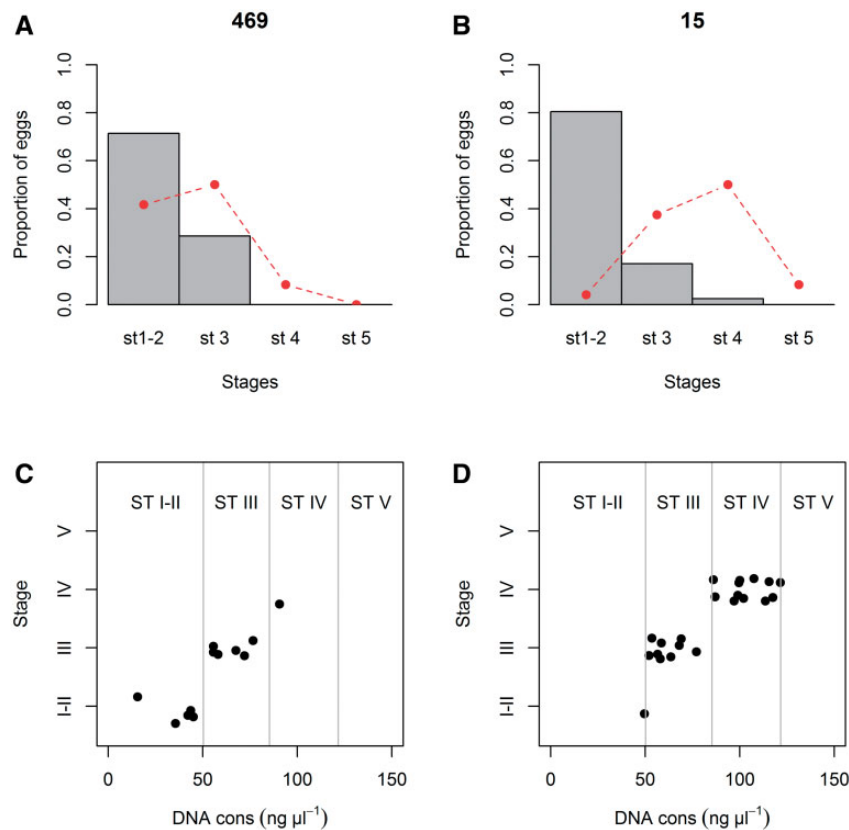 A
469
1.0
0.8
0.6
0.4
0.2
0.0
Proportion of eggs
st1-2 st 3 st 4 st 5
Stages
B
15
1.0
0.8
0.6
0.4
0.2
0.0
Proportion of eggs
st1-2 st 3 st 4 st 5
Stages
C
ST I-II ST III ST IV ST V
V
IV
III
I-II
Stage
0 50 100 150
DNA cons (ng µl⁻¹)
D
ST I-II ST III ST IV ST V
V
IV
III
I-II
Stage
0 50 100 150
DNA cons (ng µl⁻¹)